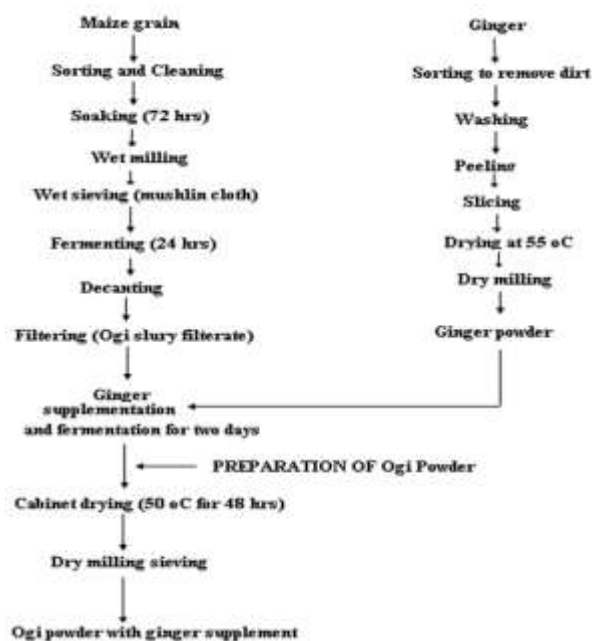 Maize grain
Sorting and Cleaning
Soaking (72 hrs)
Wet milling
Wet sieving (mushlin cloth)
Fermenting (24 hrs)
Decanting
Filtering (Ogi slury filterate)
Ginger
Sorting to remove dirt
Washing
Peeling
Slicing
Drying at 55 oC
Dry milling
Ginger powder
Ginger
supplementation
and fermentation for two days
PREPARATION OF Ogi Powder
Cabinet drying (50 oC for 48 hrs)
Dry milling sieving
Ogi powder with ginger supplement